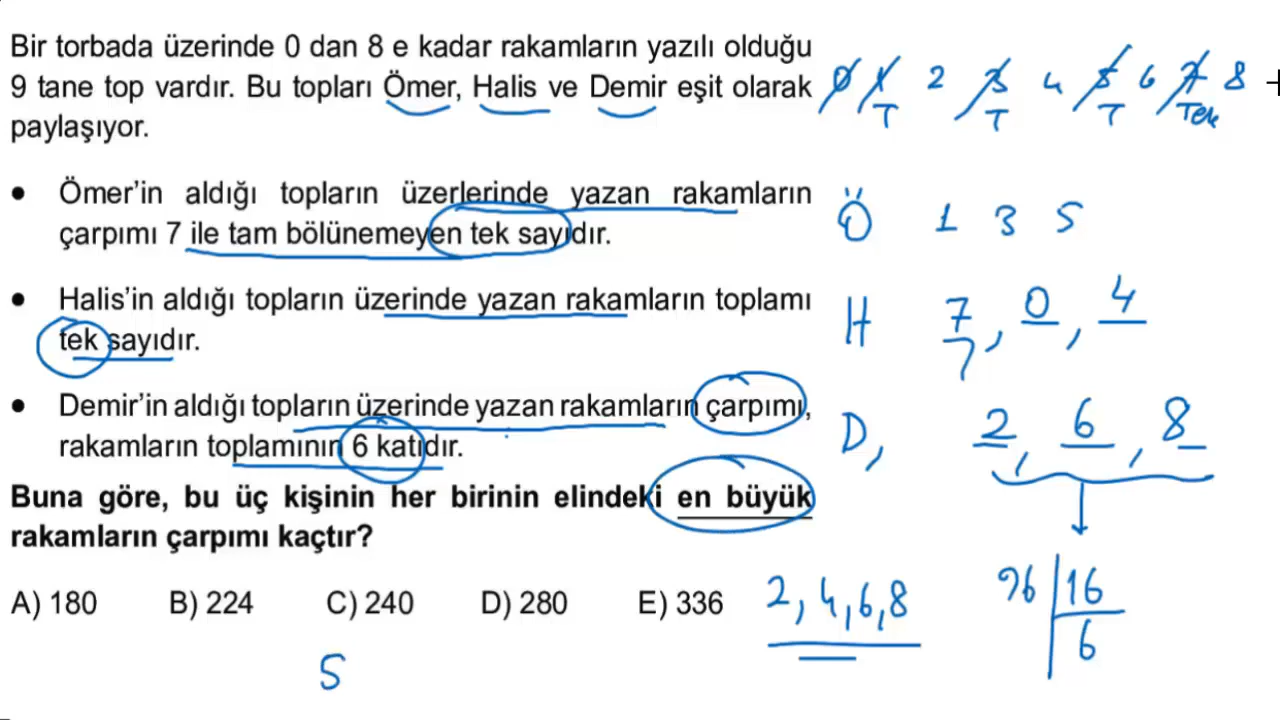 Bir torbada üzerinde 0 dan 8 e kadar rakamların yazılı olduğu
9 tane top vardır. Bu topları Ömer, Halis ve Demir eşit olarak
paylaşıyor.
0 1 2 3 4 5 6 7 8
T T T Tek
• Ömer’in aldığı topların üzerlerinde yazan rakamların
çarpımı 7 ile tam bölünemeyen tek sayıdır.
Ö 1 3 5
• Halis’in aldığı topların üzerinde yazan rakamların toplamı
tek sayıdır.
H 7, 0, 4
7
• Demir’in aldığı topların üzerinde yazan rakamların çarpımı,
rakamların toplamının 6 katıdır.
D, 2, 6, 8
Buna göre, bu üç kişinin her birinin elindeki en büyük
rakamların çarpımı kaçtır?
A) 180 B) 224 C) 240 D) 280 E) 336
2, 4, 6, 8
96 16
6
5